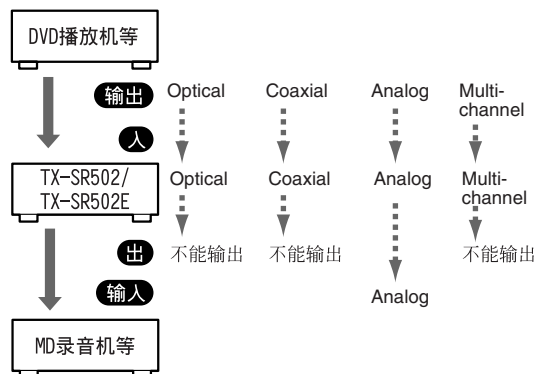 DVD播放机等
输出 Optical Coaxial Analog Multi-
channel
入
TX-SR502/ Optical Coaxial Analog Multi-
TX-SR502E channel
出 不能输出 不能输出 不能输出
输入 Analog
MD录音机等